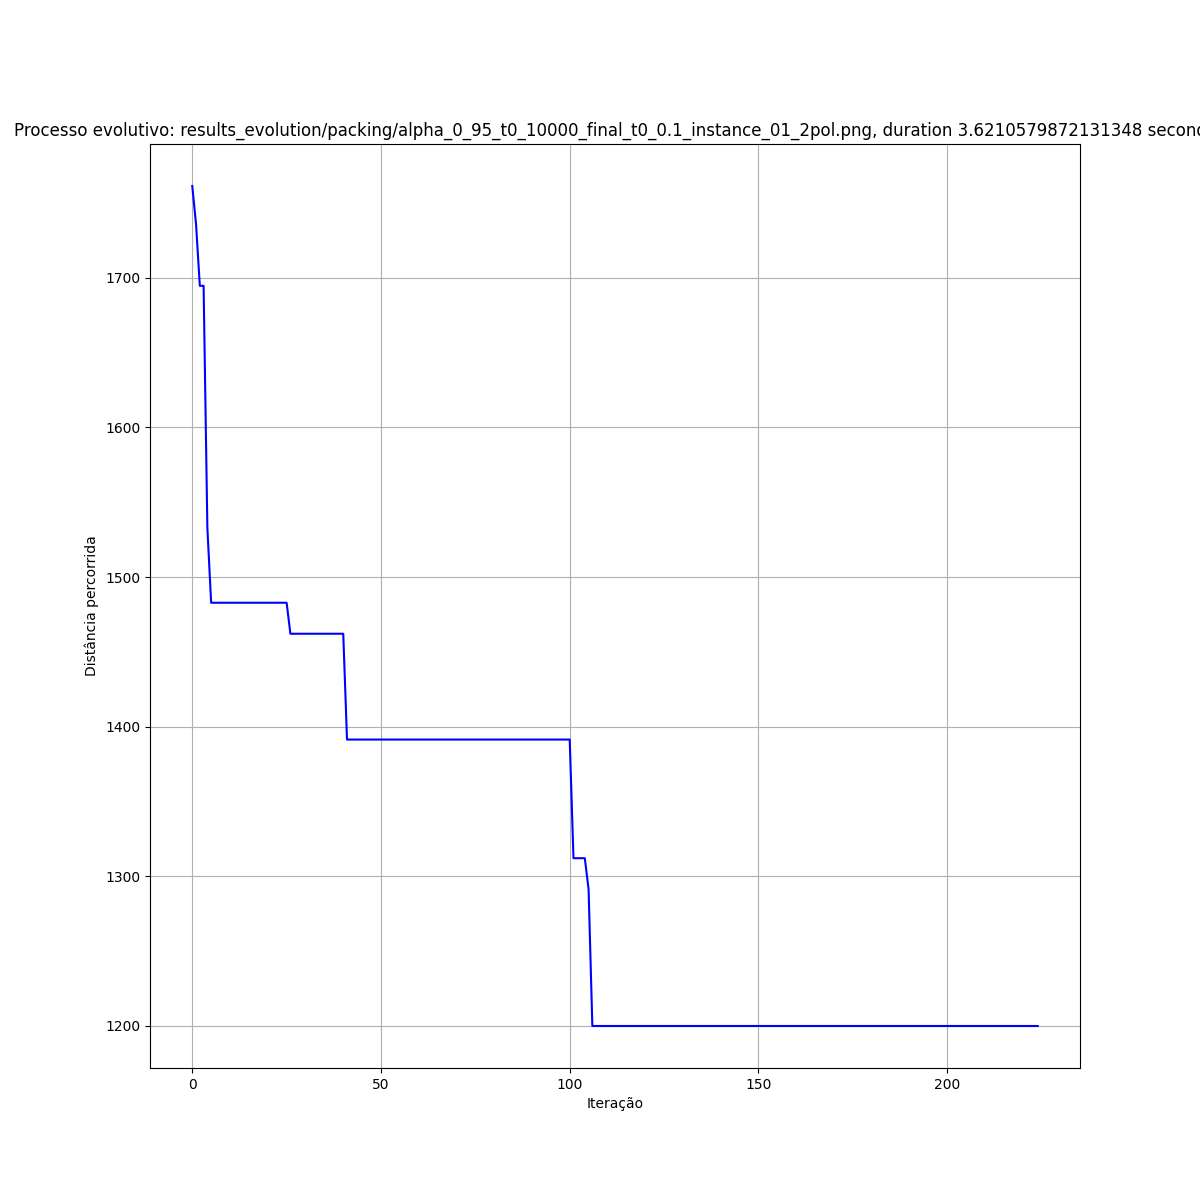 Processo evolutivo: results_evolution/packing/alpha_0_95_t0_10000_final_t0_0.1_instance_01_2pol.png, duration 3.6210579872131348 secon
1700
1600
1500
1400
1300
1200
Distância percorrida
0 50 100 150 200
Iteração